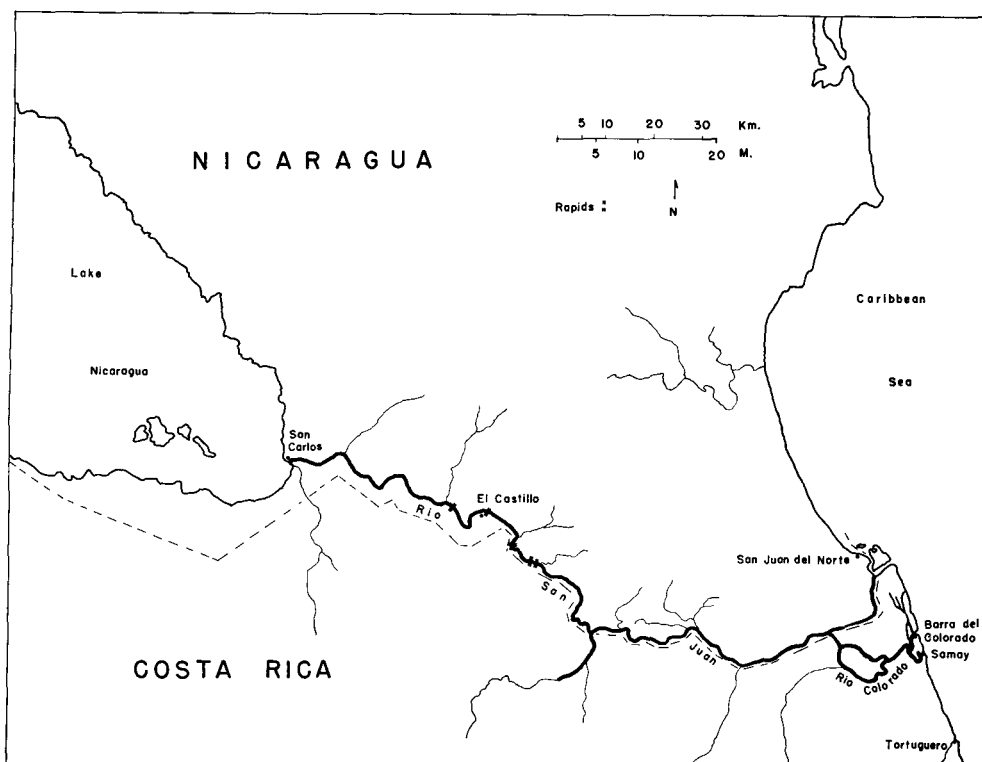 NICARAGUA
5 10 20 30 Km.
5 10 20 M.
Rapids
N
Lake
Nicaragua
Caribbean
Sea
San
Carlos
El Castillo
Río
San
Juan
San Juan del Norte
Barra del
Colorado
Samay
Rio Colorado
COSTA RICA
Tortuguero